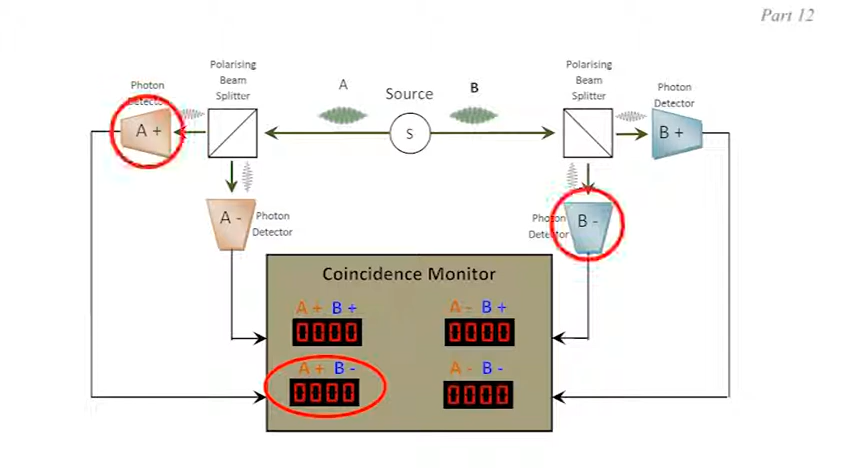 Part 12
Polarising
Beam
Splitter
Polarising
Beam
Splitter
Photon
Detector
A
Source
B
Photon
Detector
A +
S
B +
A -
Photon
Detector
Photon
Detector
B -
Coincidence Monitor
A + B +
A - B +
0000
0000
A + B -
A - B -
0000
0000